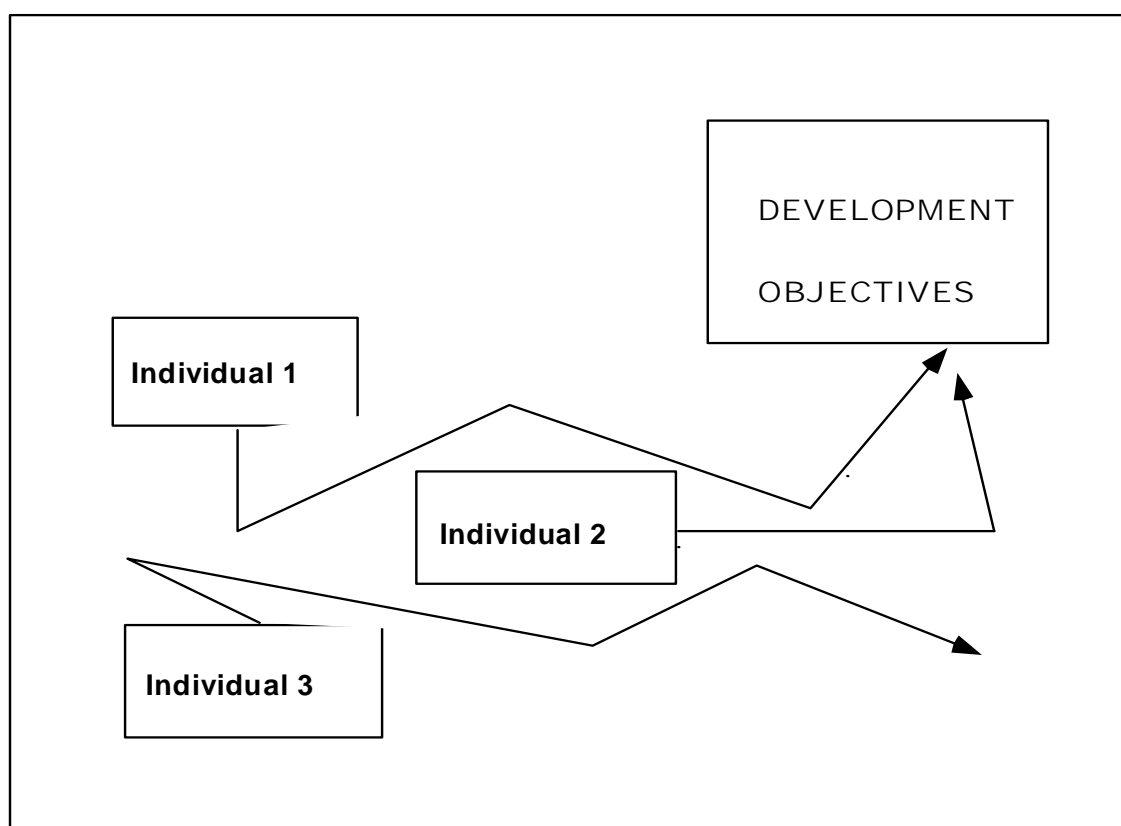 DEVELOPMENT
OBJECTIVES
Individual 1
Individual 2
Individual 3